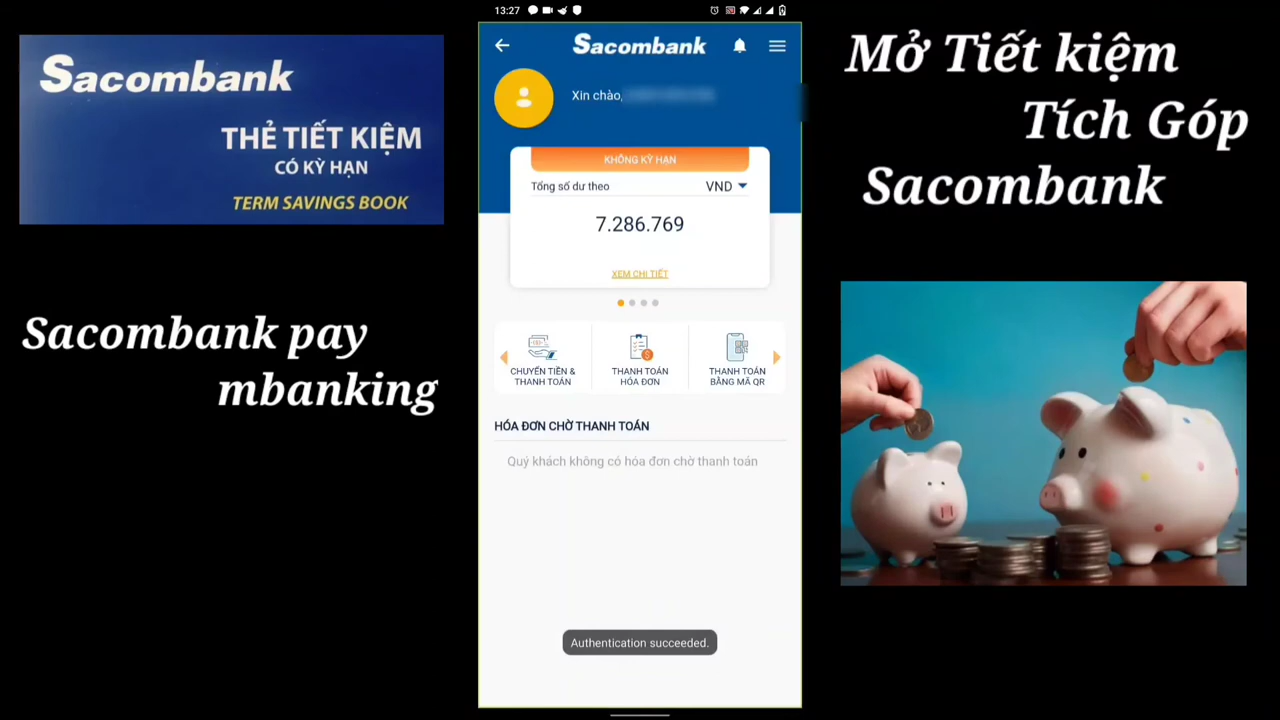 Sacombank
THẺ TIẾT KIỆM
CÓ KỲ HẠN
TERM SAVINGS BOOK
Sacombank pay
mbanking
13:27
Sacombank
Xin chào,
KHÔNG KỲ HẠN
Tổng số dư theo
VND
7.286.769
XEM CHI TIẾT
CHUYỂN TIỀN &
THANH TOÁN
THANH TOÁN
HÓA ĐƠN
THANH TOÁN
BẰNG MÃ QR
HÓA ĐƠN CHỜ THANH TOÁN
Quý khách không có hóa đơn chờ thanh toán
Authentication succeeded.
Mở Tiết kiệm
Tích Góp
Sacombank